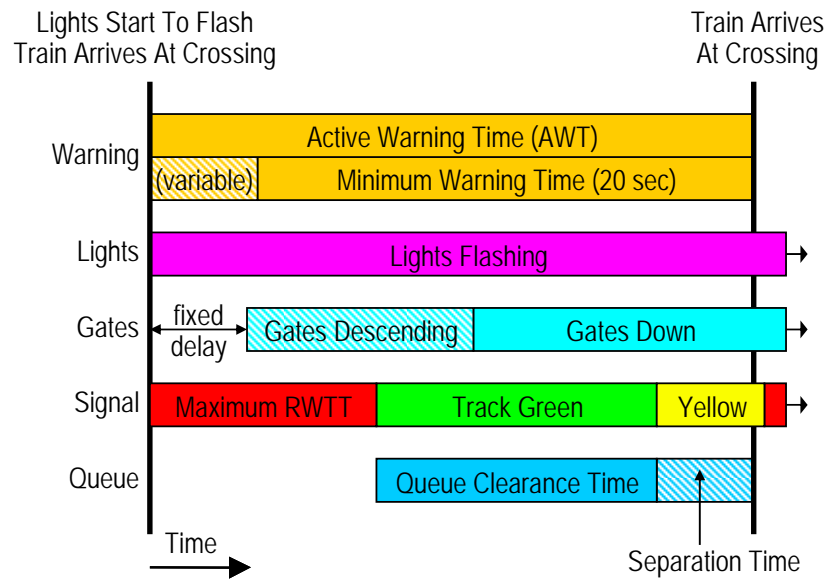 Lights Start To Flash
Train Arrives At Crossing
Train Arrives
At Crossing
Warning
Active Warning Time (AWT)
(variable)
Minimum Warning Time (20 sec)
Lights
Lights Flashing
Gates
fixed
delay
Gates Descending
Gates Down
Signal
Maximum RWTT
Track Green
Yellow
Queue
Queue Clearance Time
Time
Separation Time